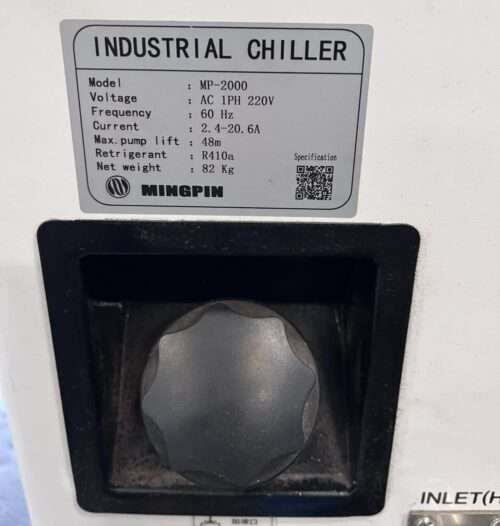 INDUSTRIAL CHILLER
Model : MP-2000
Voltage : AC 1PH 220V
Frequency : 60 Hz
Current : 2.4-20.6A
Max.pump lift : 48m
Retrigerant : R410a
Net weight : 82 Kg
Specification
MINGPIN
INLET(H